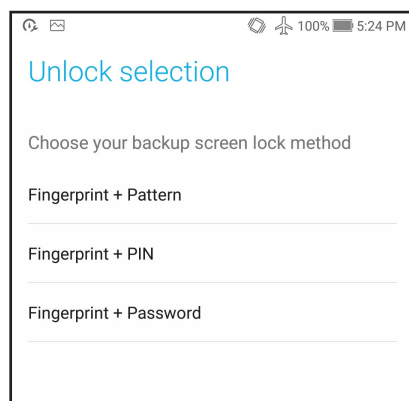 100% 5:24 PM
Unlock selection
Choose your backup screen lock method
Fingerprint + Pattern
Fingerprint + PIN
Fingerprint + Password